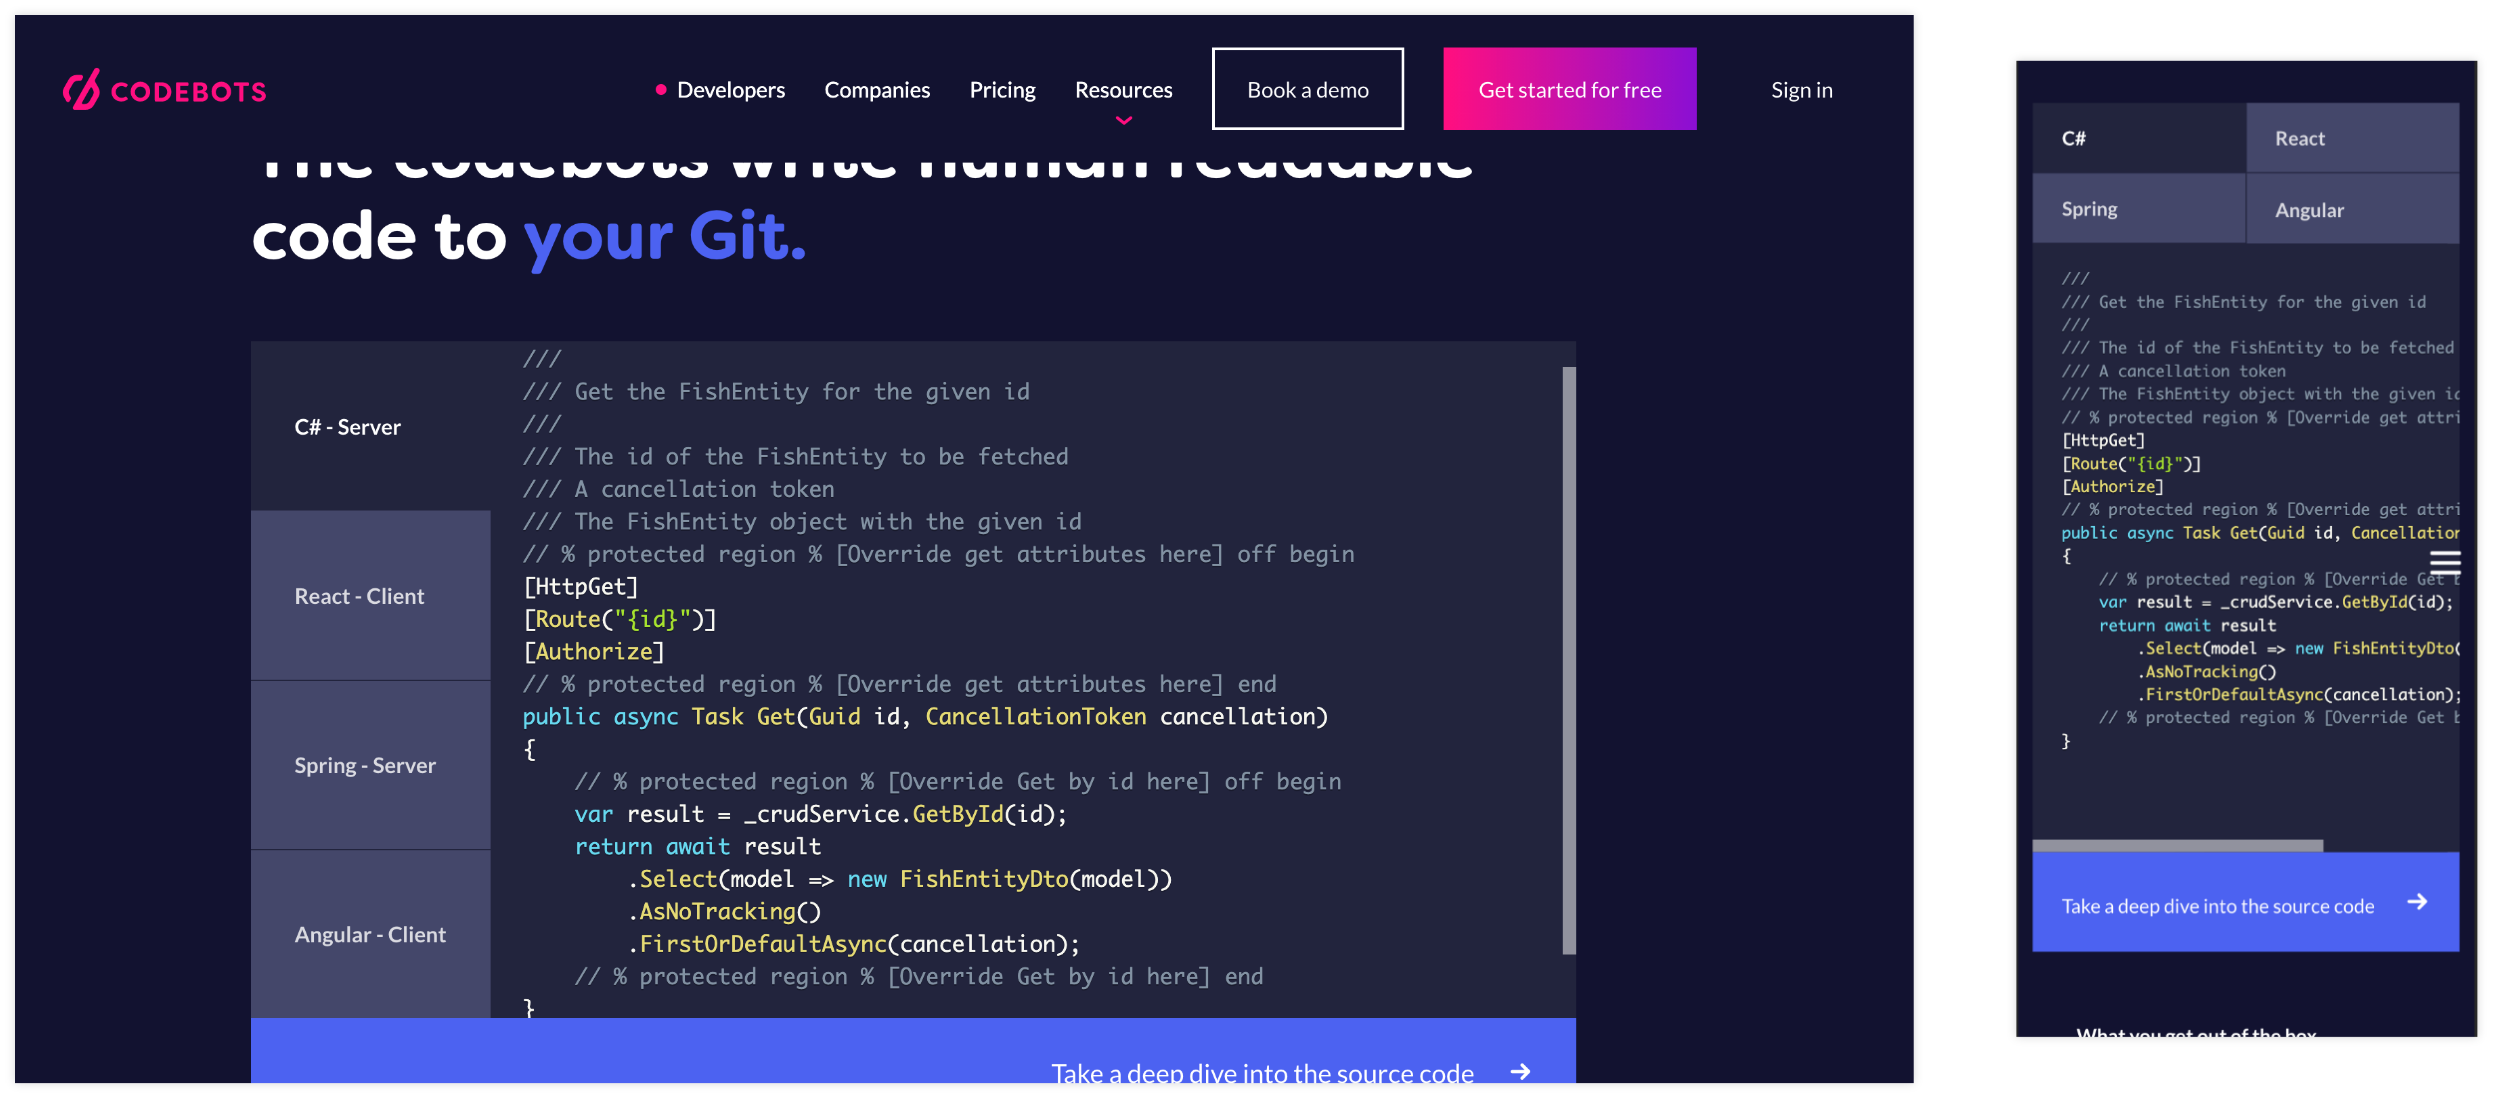 CODEBOTS
Developers
Companies
Pricing
Resources
Book a demo
Get started for free
Sign in
The codebots write human readable
code to your Git.
C# - Server
React - Client
Spring - Server
Angular - Client
///
/// Get the FishEntity for the given id
///
/// The id of the FishEntity to be fetched
/// A cancellation token
/// The FishEntity object with the given id
// % protected region % [Override get attributes here] off begin
[HttpGet]
[Route("{id}")]
[Authorize]
// % protected region % [Override get attributes here] end
public async Task Get(Guid id, CancellationToken cancellation)
{
    // % protected region % [Override Get by id here] off begin
    var result = _crudService.GetById(id);
    return await result
        .Select(model => new FishEntityDto(model))
        .AsNoTracking()
        .FirstOrDefaultAsync(cancellation);
    // % protected region % [Override Get by id here] end
}
Take a deep dive into the source code
C#
React
Spring
Angular
///
/// Get the FishEntity for the given id
///
/// The id of the FishEntity to be fetched
/// A cancellation token
/// The FishEntity object with the given id
// % protected region % [Override get attri
[HttpGet]
[Route("{id}")]
[Authorize]
// % protected region % [Override get attri
public async Task Get(Guid id, Cancellation
{
    // % protected region % [Override Get b
    var result = _crudService.GetById(id);
    return await result
        .Select(model => new FishEntityDto(
        .AsNoTracking()
        .FirstOrDefaultAsync(cancellation);
    // % protected region % [Override Get b
}
Take a deep dive into the source code
What you get out of the box